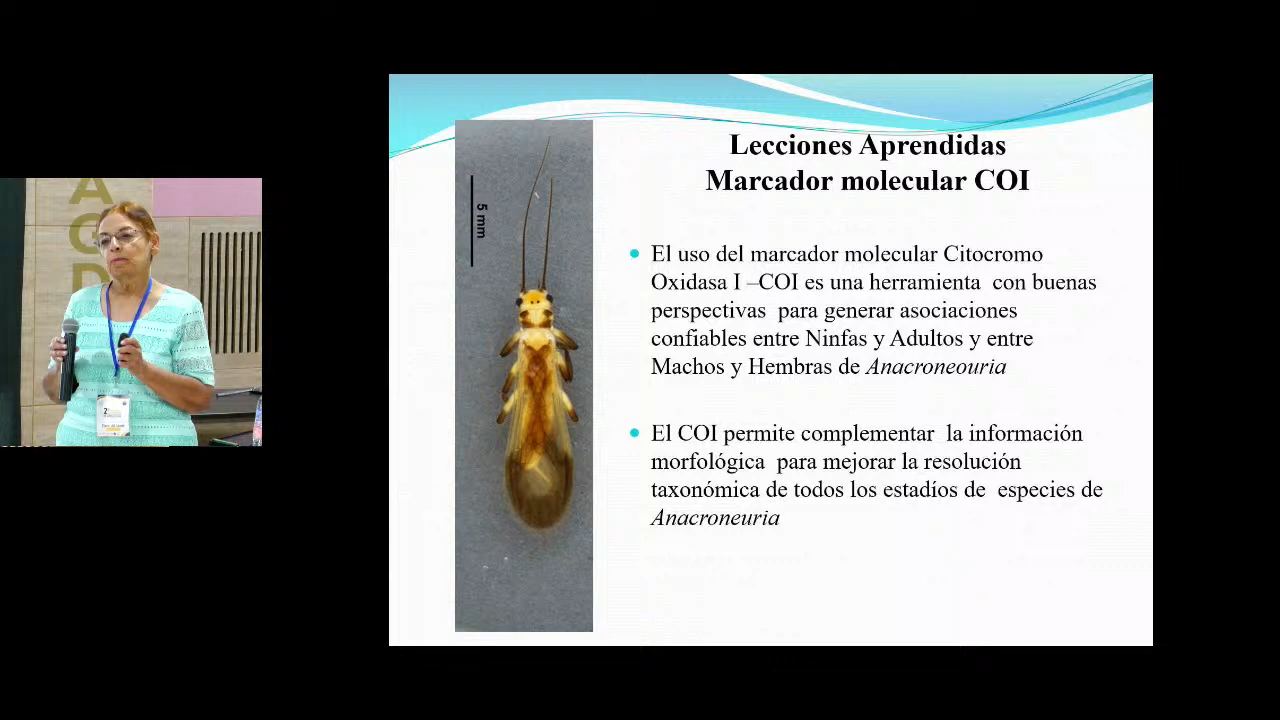 AGD
2°
5 mm
Lecciones Aprendidas
Marcador molecular COI
El uso del marcador molecular Citocromo
Oxidasa I –COI es una herramienta con buenas
perspectivas para generar asociaciones
confiables entre Ninfas y Adultos y entre
Machos y Hembras de Anacroneouria
El COI permite complementar la información
morfológica para mejorar la resolución
taxonómica de todos los estadíos de especies de
Anacroneuria